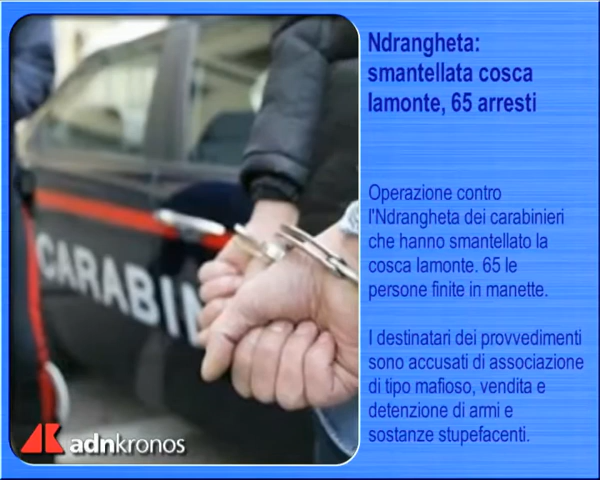 Ndrangheta:
smantellata cosca
lamonte, 65 arresti
Operazione contro
l'Ndrangheta dei carabinieri
che hanno smantellato la
cosca lamonte. 65 le
persone finite in manette.
I destinatari dei provvedimenti
sono accusati di associazione
di tipo mafioso, vendita e
detenzione di armi e
sostanze stupefacenti.
CARABIN
adnkronos